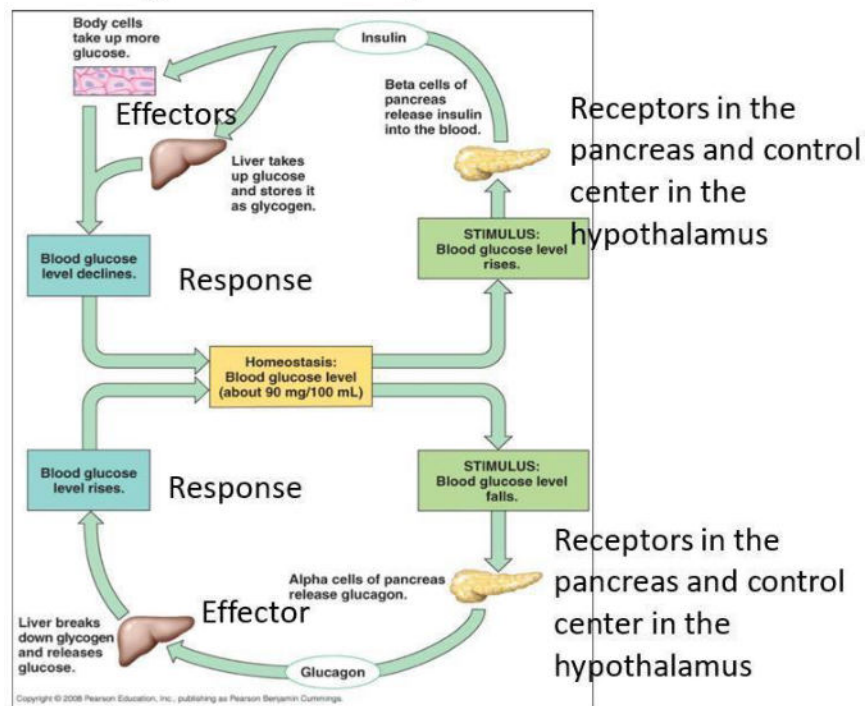 Body cells
take up more
glucose.
Insulin
Beta cells of
pancreas
release insulin
into the blood.
Effectors
Liver takes
up glucose
and stores it
as glycogen.
Receptors in the
pancreas and control
center in the
hypothalamus
STIMULUS:
Blood glucose level
rises.
Blood glucose
level declines.
Response
Homeostasis:
Blood glucose level
(about 90 mg/100 mL)
Blood glucose
level rises.
Response
STIMULUS:
Blood glucose level
falls.
Receptors in the
pancreas and control
center in the
hypothalamus
Alpha cells of pancreas
release glucagon.
Effector
Liver breaks
down glycogen
and releases
glucose.
Glucagon
Copyright © 2008 Pearson Education, Inc., publishing as Pearson Benjamin Cummings.